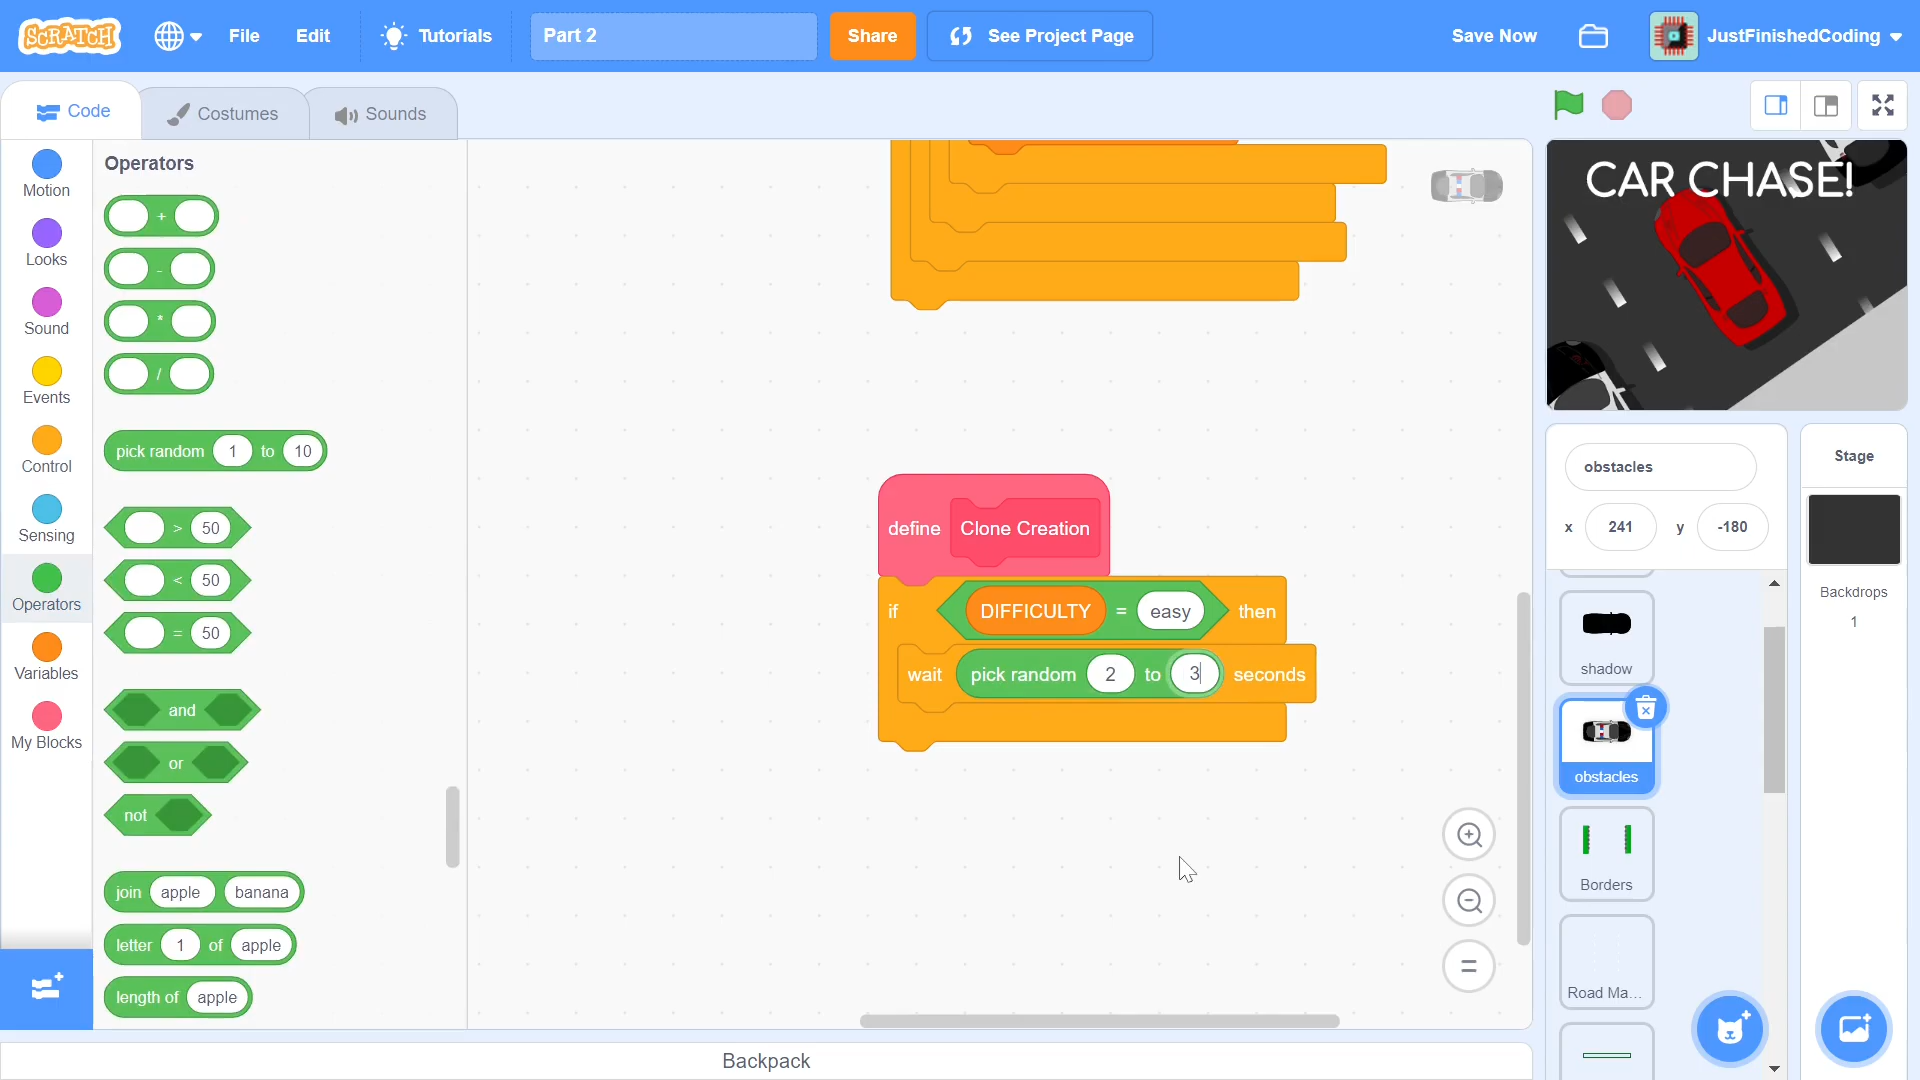 SCRATCH
File
Edit
Tutorials
Part 2
Share
See Project Page
Save Now
JustFinishedCoding
Code
Costumes
Sounds
Motion
Looks
Sound
Events
Control
Sensing
Operators
Variables
My Blocks
Operators
+
-
*
/
pick random 1 to 10
> 50
< 50
= 50
and
or
not
join apple banana
letter 1 of apple
length of apple
define Clone Creation
if DIFFICULTY = easy then
wait pick random 2 to 3 seconds
CAR CHASE!
obstacles
x 241 y -180
shadow
obstacles
Borders
Road Ma...
Stage
Backdrops
1
Backpack